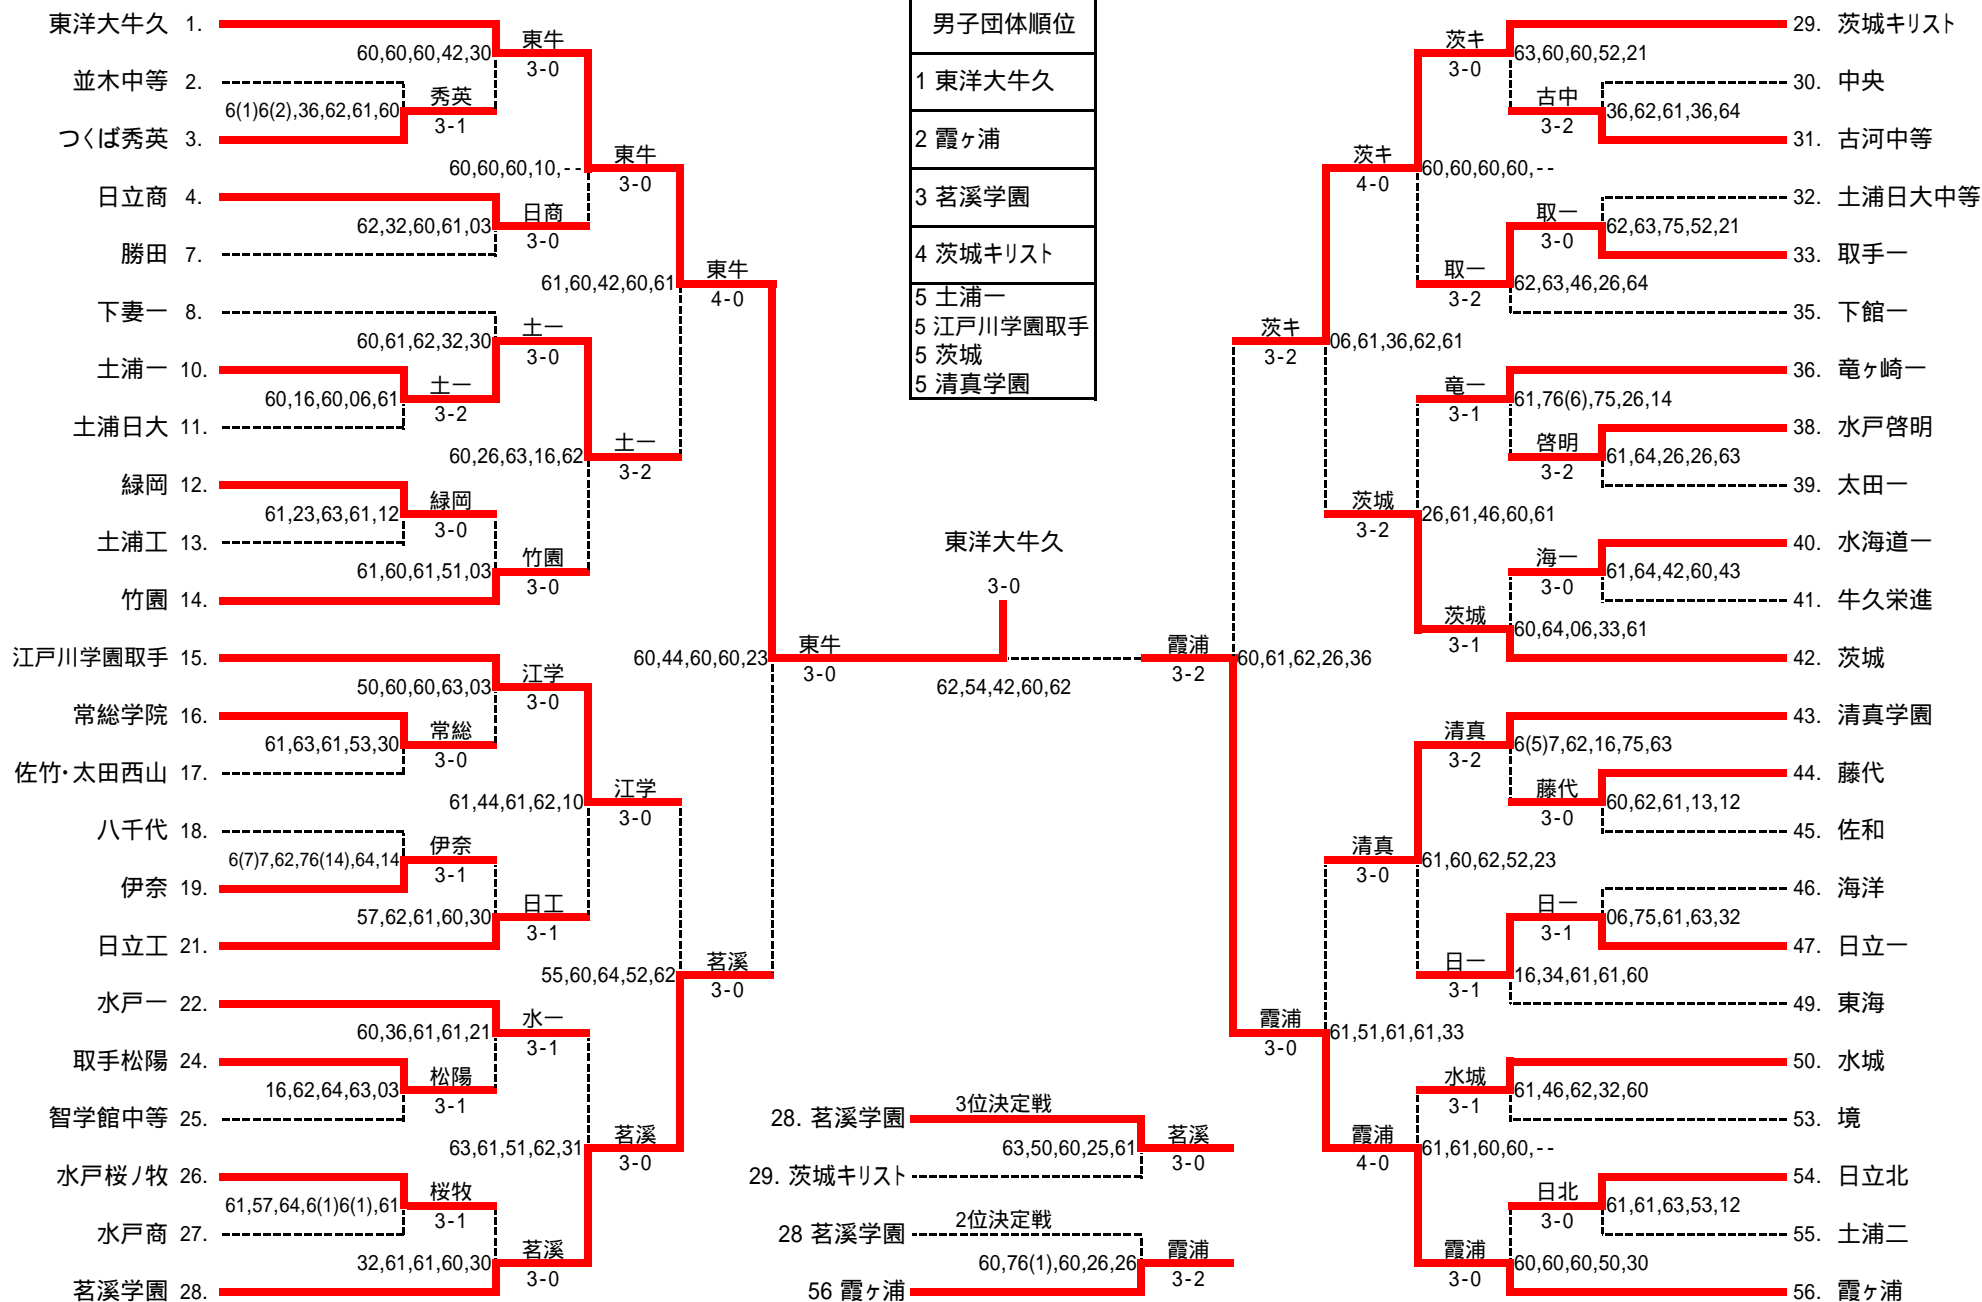 男子団体順位
1 東洋大牛久
2 霞ヶ浦
3 茗溪学園
4 茨城キリスト
5 土浦一
5 江戸川学園取手
5 茨城
5 清真学園
東洋大牛久 1.
並木中等 2.
つくば秀英 3.
日立商 4.
勝田 7.
下妻一 8.
土浦一 10.
土浦日大 11.
緑岡 12.
土浦工 13.
竹園 14.
江戸川学園取手 15.
常総学院 16.
佐竹・太田西山 17.
八千代 18.
伊奈 19.
日立工 21.
水戸一 22.
取手松陽 24.
智学館中等 25.
水戸桜ノ牧 26.
水戸商 27.
茗溪学園 28.
6(1)6(2),36,62,61,60
秀英
3-1
60,16,60,06,61
土一
3-2
61,23,63,61,12
緑岡
3-0
61,63,61,53,30
常総
3-0
6(7)7,62,76(14),64,14
伊奈
3-1
16,62,64,63,03
松陽
3-1
61,57,64,6(1)6(1),61
桜牧
3-1
60,60,60,42,30
東牛
3-0
62,32,60,61,03
日商
3-0
60,61,62,32,30
土一
3-0
61,60,61,51,03
竹園
3-0
50,60,60,63,03
江学
3-0
57,62,61,60,30
日工
3-1
60,36,61,61,21
水一
3-1
32,61,61,60,30
茗溪
3-0
60,60,60,10,--
東牛
3-0
60,26,63,16,62
土一
3-2
61,44,61,62,10
江学
3-0
63,61,51,62,31
茗溪
3-0
61,60,42,60,61
東牛
4-0
55,60,64,52,62
茗溪
3-0
60,44,60,60,23
東牛
3-0
東洋大牛久
3-0
62,54,42,60,62
霞浦
3-2
60,61,62,26,36
茨キ
3-2
06,61,36,62,61
霞浦
3-0
61,51,61,61,33
茨キ
4-0
60,60,60,60,--
茨城
3-2
26,61,46,60,61
清真
3-0
61,60,62,52,23
霞浦
4-0
61,61,60,60,--
茨キ
3-0
63,60,60,52,21
取一
3-2
62,63,46,26,64
竜一
3-1
61,76(6),75,26,14
茨城
3-1
60,64,06,33,61
清真
3-2
6(5)7,62,16,75,63
日一
3-1
16,34,61,61,60
水城
3-1
61,46,62,32,60
霞浦
3-0
60,60,60,50,30
古中
3-2
36,62,61,36,64
取一
3-0
62,63,75,52,21
啓明
3-2
61,64,26,26,63
海一
3-0
61,64,42,60,43
藤代
3-0
60,62,61,13,12
日一
3-1
06,75,61,63,32
日北
3-0
61,61,63,53,12
29. 茨城キリスト
30. 中央
31. 古河中等
32. 土浦日大中等
33. 取手一
35. 下館一
36. 竜ヶ崎一
38. 水戸啓明
39. 太田一
40. 水海道一
41. 牛久栄進
42. 茨城
43. 清真学園
44. 藤代
45. 佐和
46. 海洋
47. 日立一
49. 東海
50. 水城
53. 境
54. 日立北
55. 土浦二
56. 霞ヶ浦
3位決定戦
28. 茗溪学園
63,50,60,25,61
茗溪
3-0
29. 茨城キリスト
2位決定戦
28 茗溪学園
60,76(1),60,26,26
霞浦
3-2
56 霞ヶ浦